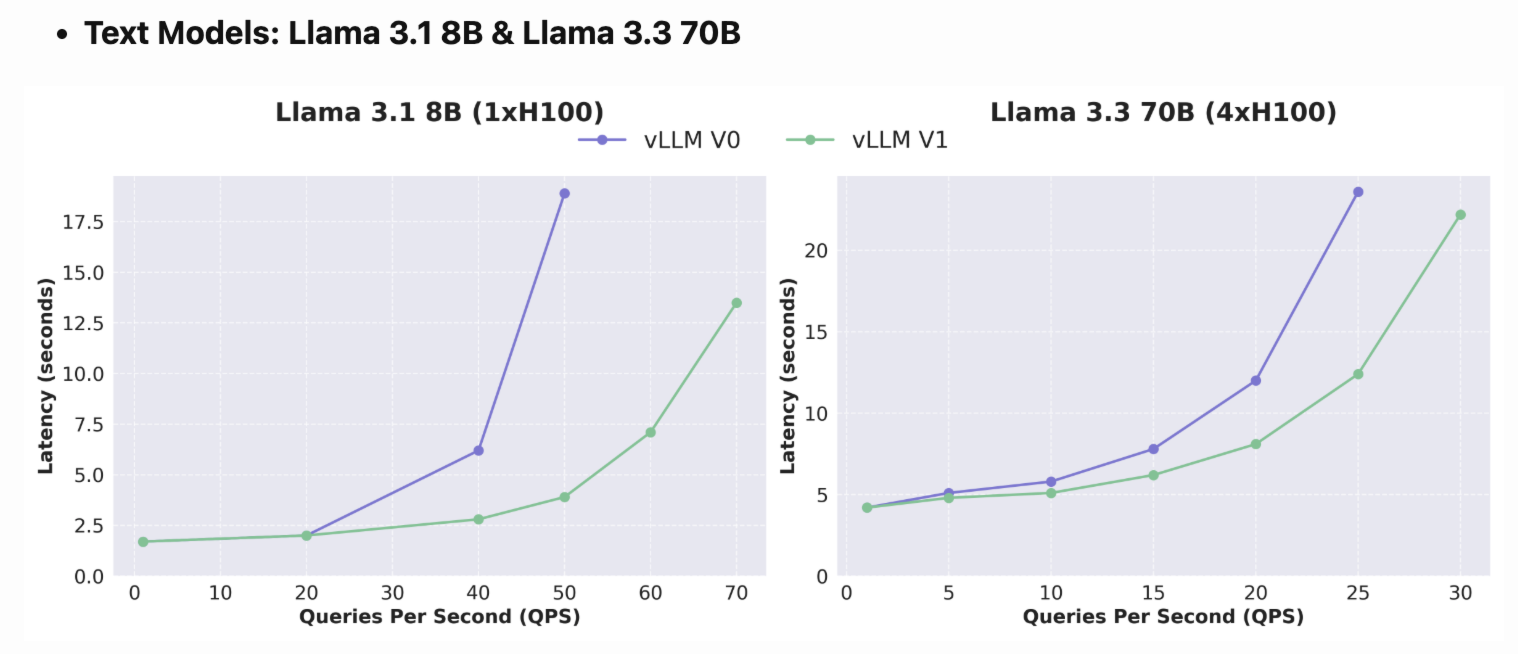 • Text Models: Llama 3.1 8B & Llama 3.3 70B
Llama 3.1 8B (1xH100)
Llama 3.3 70B (4xH100)
vLLM V0
vLLM V1
Latency (seconds)
17.5
15.0
12.5
10.0
7.5
5.0
2.5
0.0
0 10 20 30 40 50 60 70
Queries Per Second (QPS)
Latency (seconds)
20
15
10
5
0
0 5 10 15 20 25 30
Queries Per Second (QPS)